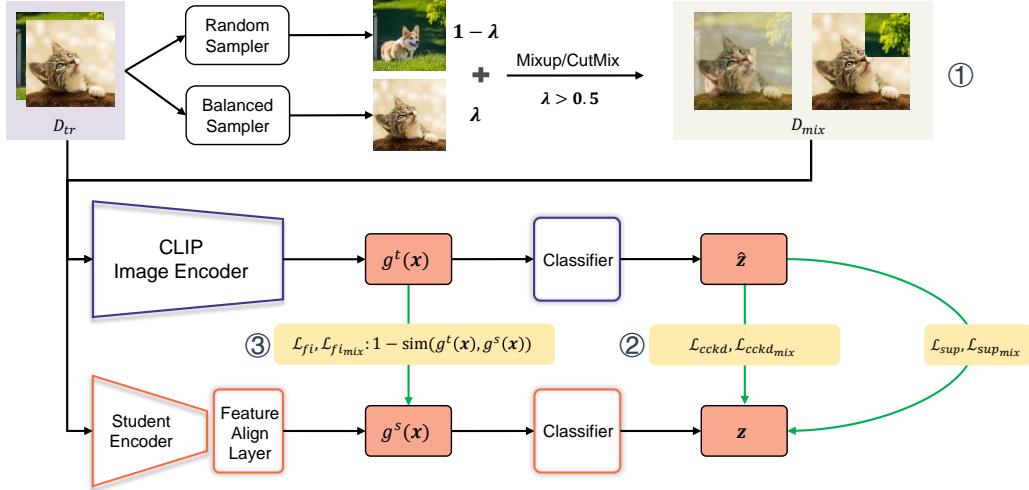 Random
Sampler
1 − λ
Mixup/CutMix
λ > 0.5
①
Balanced
Sampler
λ
D_tr
D_mix
CLIP
Image Encoder
g^t(x)
Classifier
ẑ
③
ℒ_fi, ℒ_fi_mix: 1 − sim(g^t(x), g^s(x))
②
ℒ_cckd, ℒ_cckd_mix
ℒ_sup, ℒ_sup_mix
Student
Encoder
Feature
Align
Layer
g^s(x)
Classifier
z